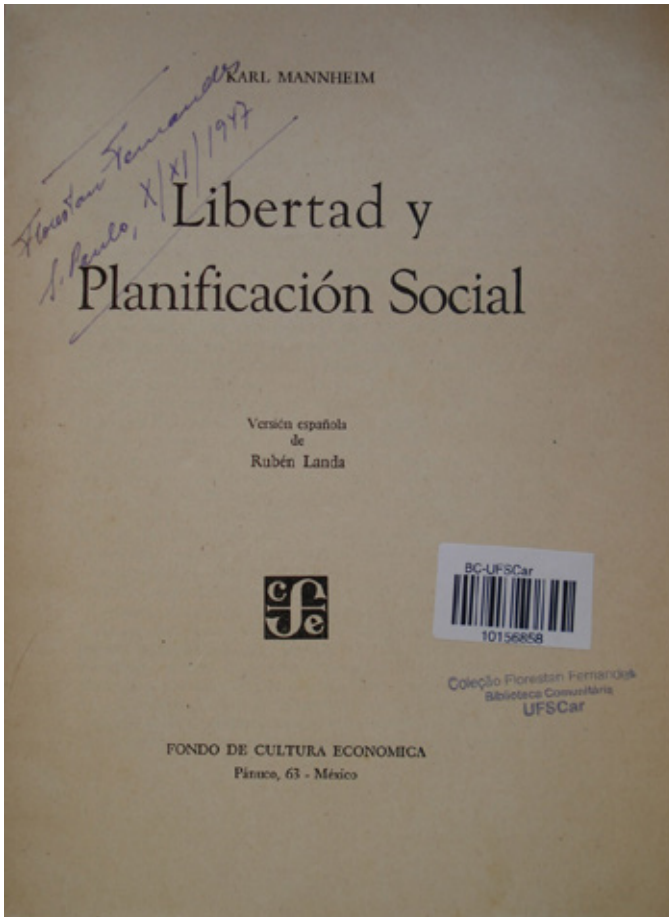 KARL MANNHEIM
Florestan Fernandes
S. Paulo, X/XI/1947
Libertad y
Planificación Social
Versión española
de
Rubén Landa
cfe
FONDO DE CULTURA ECONOMICA
Pánuco, 63 - México
BC-UFSCar
10156858
Coleção Florestan Fernandes
Biblioteca Comunitária
UFSCar